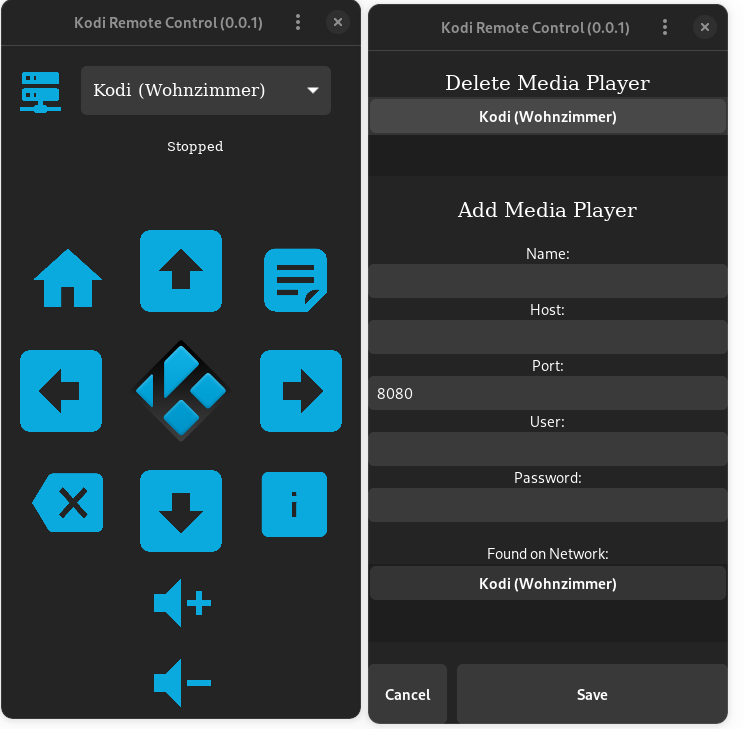 Kodi Remote Control (0.0.1)
Kodi (Wohnzimmer)
Stopped
i
Kodi Remote Control (0.0.1)
Delete Media Player
Kodi (Wohnzimmer)
Add Media Player
Name:
Host:
Port:
8080
User:
Password:
Found on Network:
Kodi (Wohnzimmer)
Cancel
Save